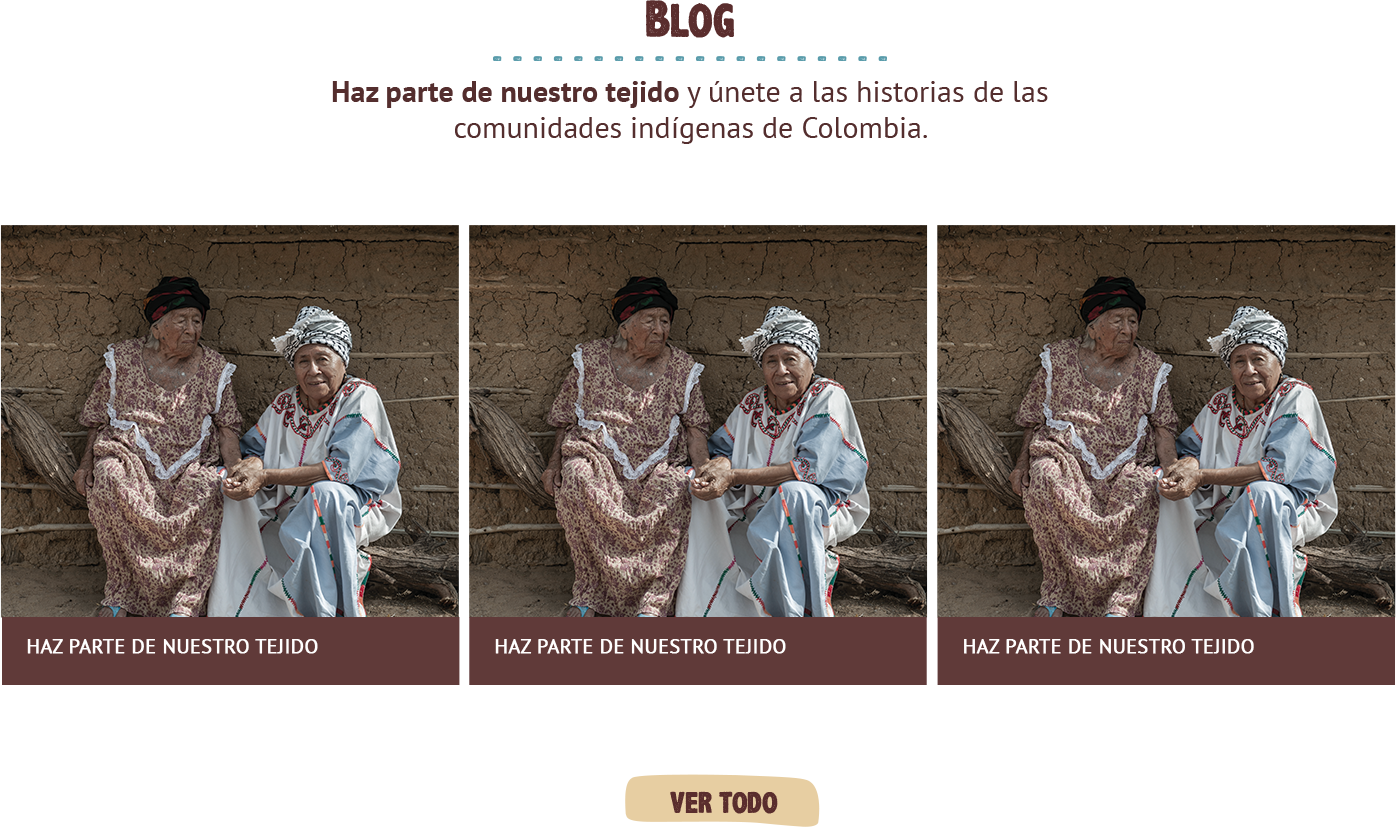 BLOG
Haz parte de nuestro tejido y únete a las historias de las
comunidades indígenas de Colombia.
HAZ PARTE DE NUESTRO TEJIDO
HAZ PARTE DE NUESTRO TEJIDO
HAZ PARTE DE NUESTRO TEJIDO
VER TODO